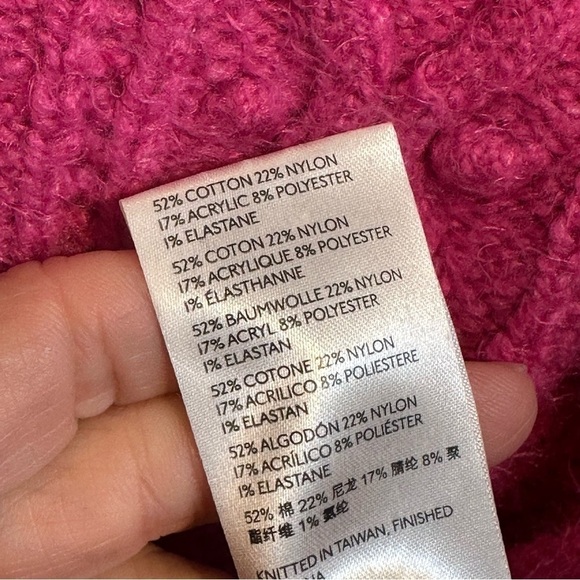 52% COTTON 22% NYLON
17% ACRYLIC 8% POLYESTER
1% ELASTANE
52% COTON 22% NYLON
17% ACRYLIQUE 8% POLYESTER
1% ÉLASTHANNE
52% BAUMWOLLE 22% NYLON
17% ACRYL 8% POLYESTER
1% ELASTAN
52% COTONE 22% NYLON
17% ACRILICO 8% POLIESTERE
1% ELASTAN
52% ALGODÓN 22% NYLON
17% ACRÍLICO 8% POLIÉSTER
1% ELASTANE
52% 棉 22% 尼龙 17% 腈纶 8% 聚
酯纤维 1% 氨纶
KNITTED IN TAIWAN, FINISHED